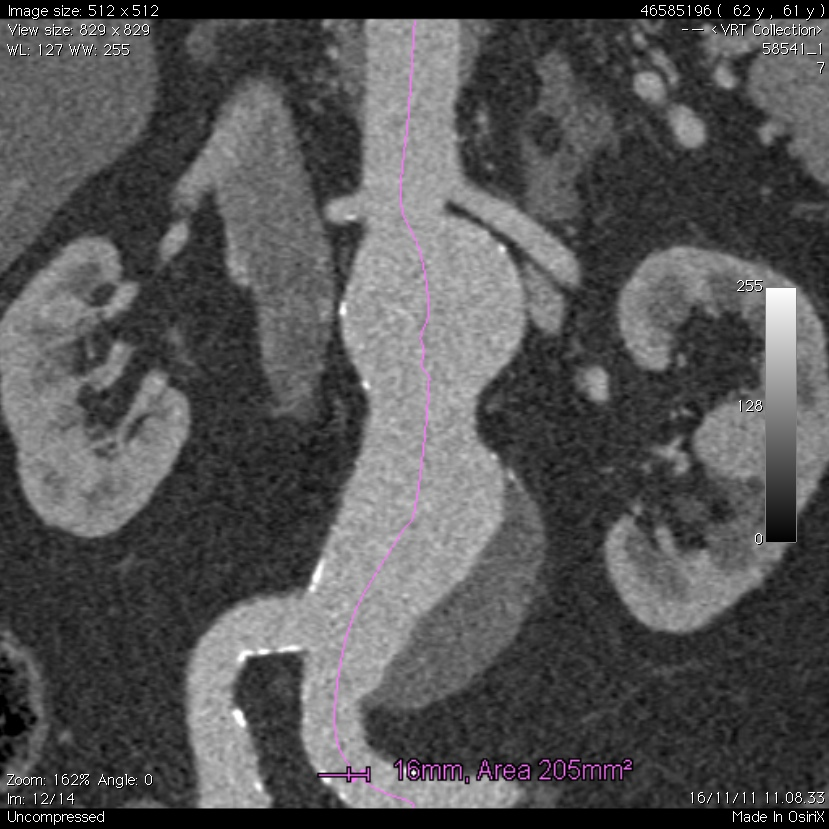 Image size: 512 x 512
View size: 829 x 829
WL: 127 WW: 255
46585196 ( 62 y , 61 y )
-- <VRT Collection>
58541_1
7
255
128
0
16mm, Area 205mm²
Zoom: 162% Angle: 0
Im: 12/14
Uncompressed
16/11/11 11.08.33
Made In OsiriX